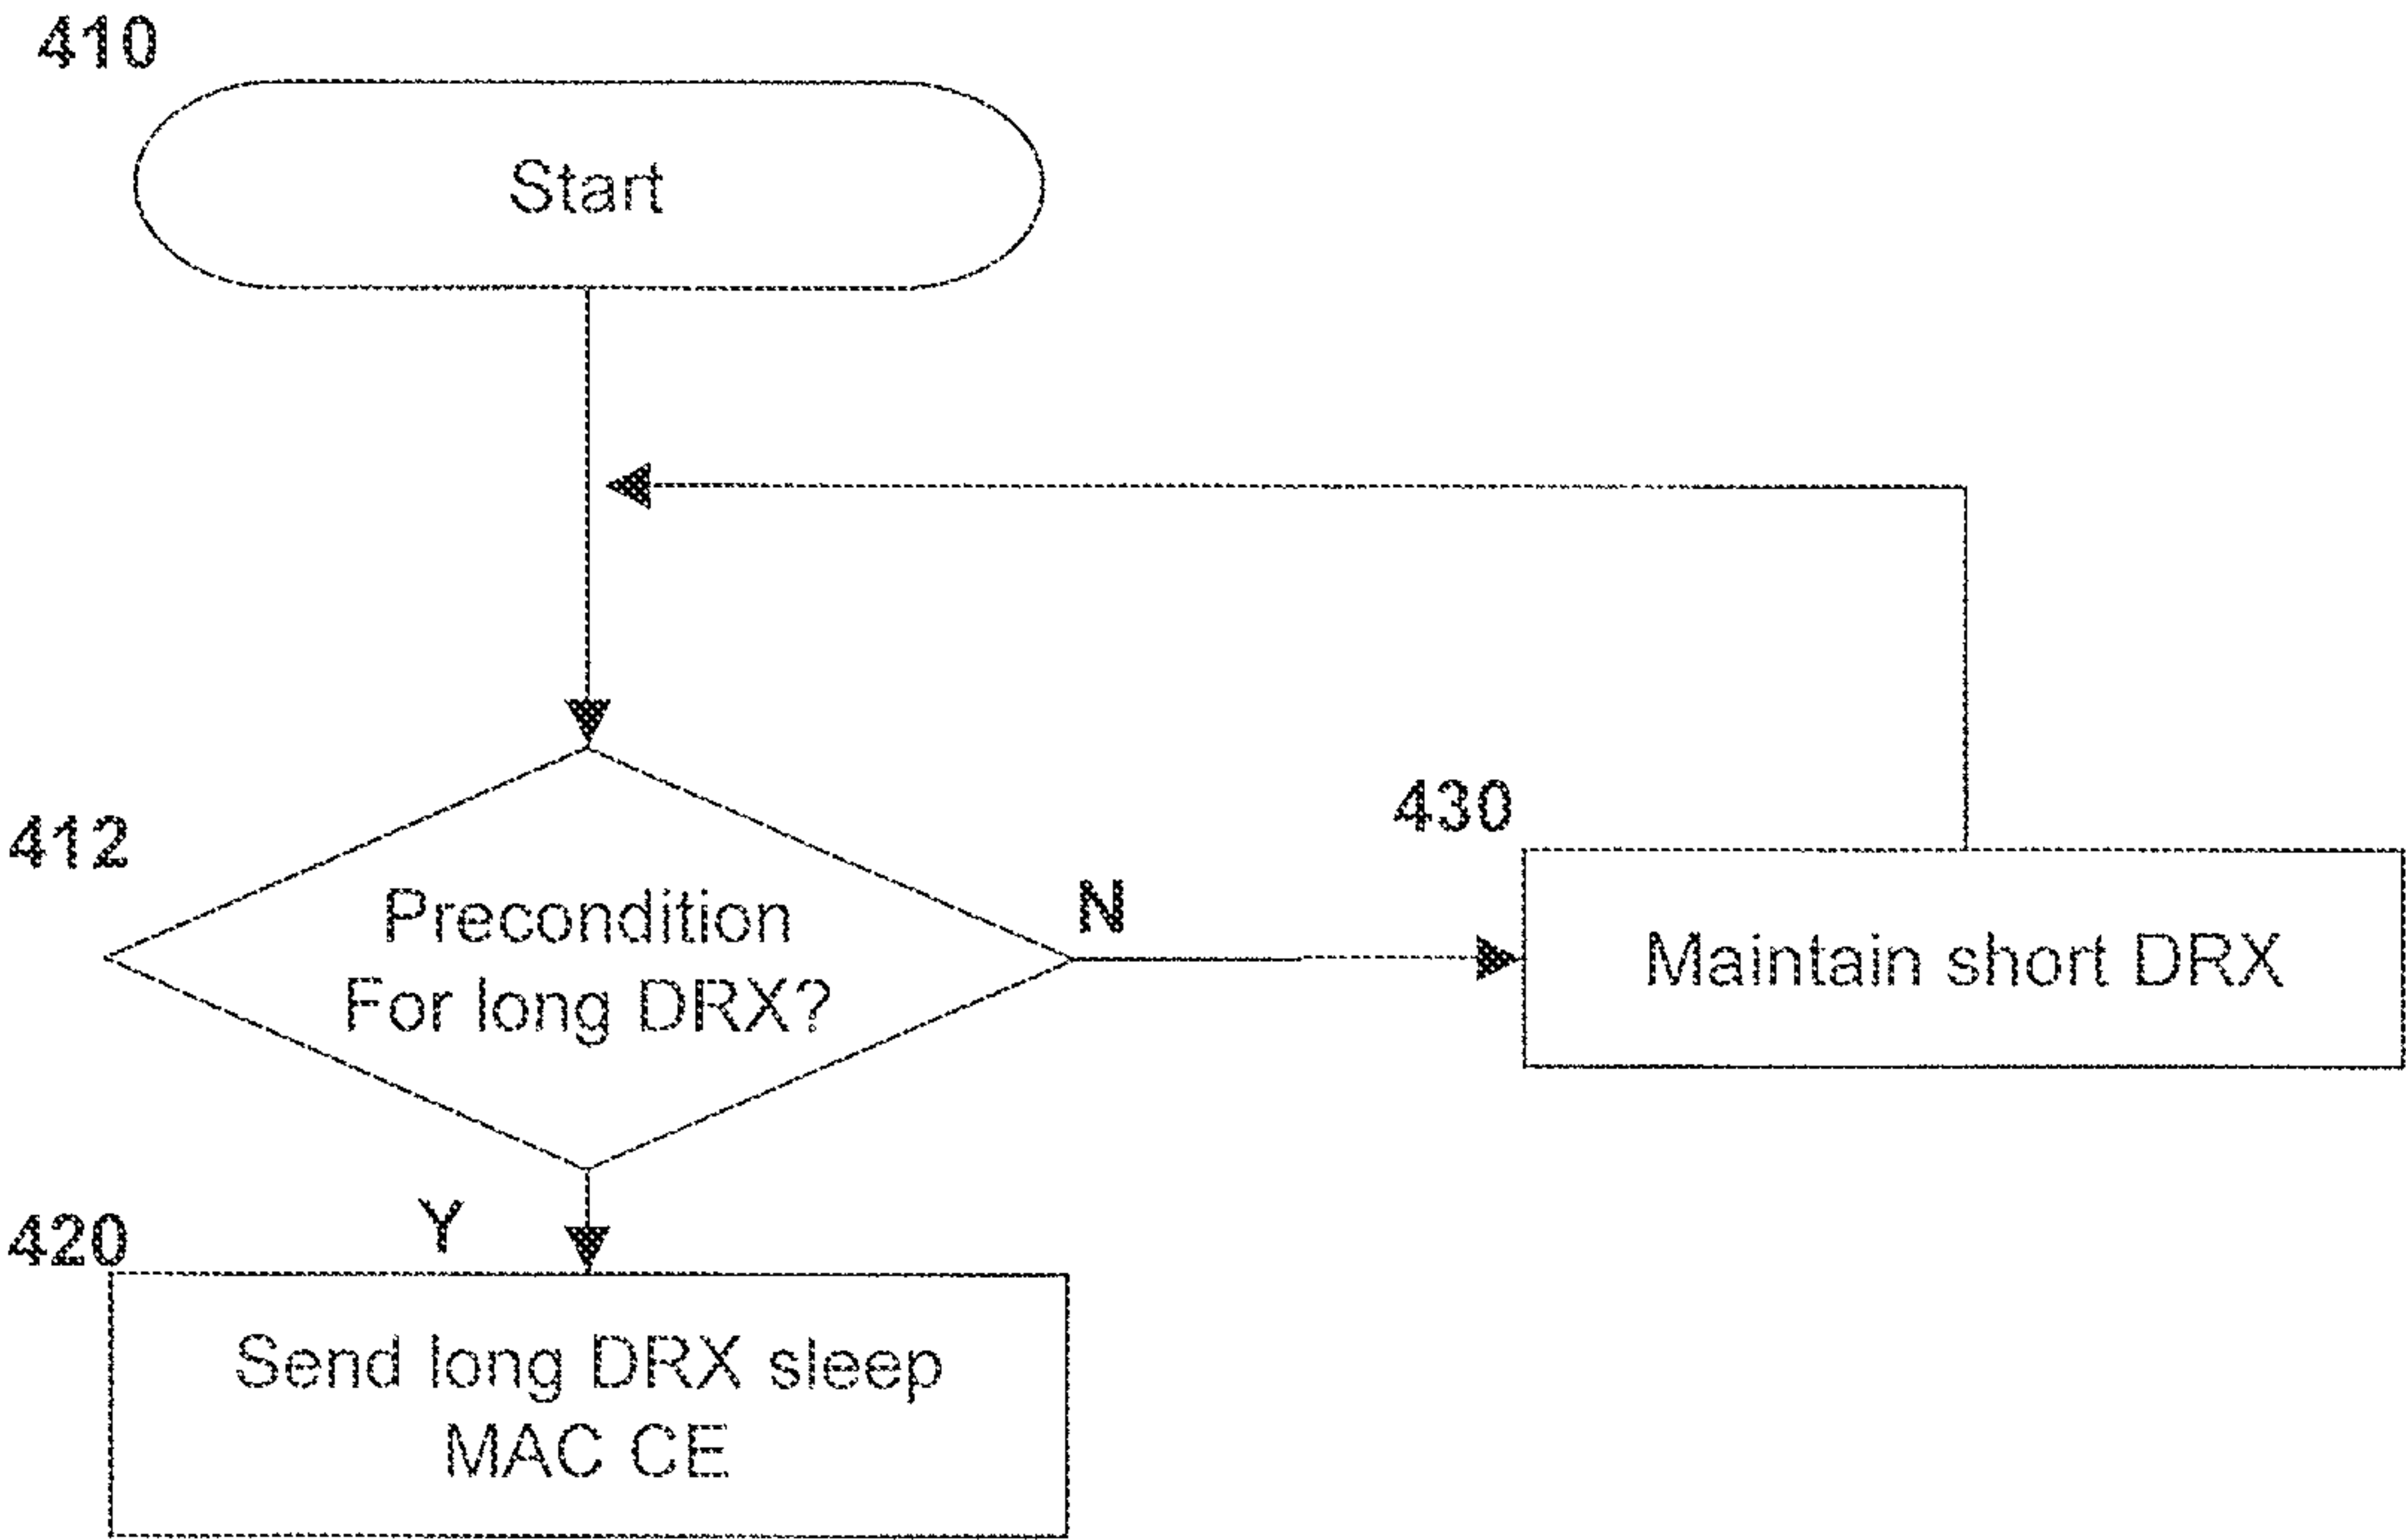 410
Start
412
Precondition
For long DRX?
N
430
Maintain short DRX
Y
420
Send long DRX sleep
MAC CE